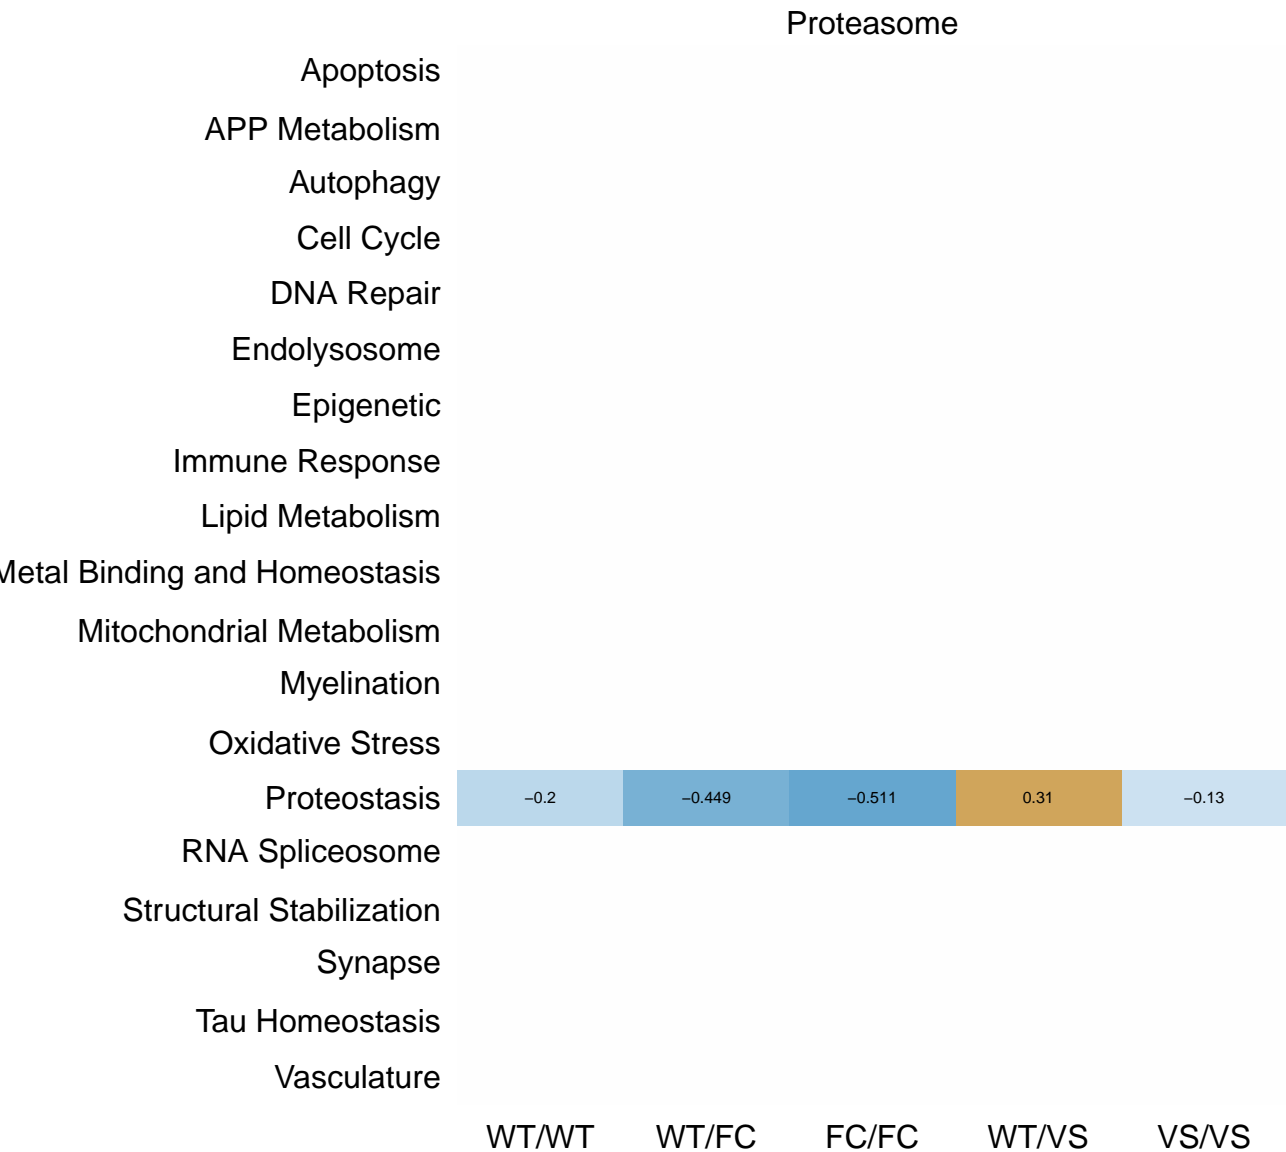 Proteasome
Apoptosis
APP Metabolism
Autophagy
Cell Cycle
DNA Repair
Endolysosome
Epigenetic
Immune Response
Lipid Metabolism
Metal Binding and Homeostasis
Mitochondrial Metabolism
Myelination
Oxidative Stress
Proteostasis −0.2 −0.449 −0.511 0.31 −0.13
RNA Spliceosome
Structural Stabilization
Synapse
Tau Homeostasis
Vasculature
WT/WT WT/FC FC/FC WT/VS VS/VS